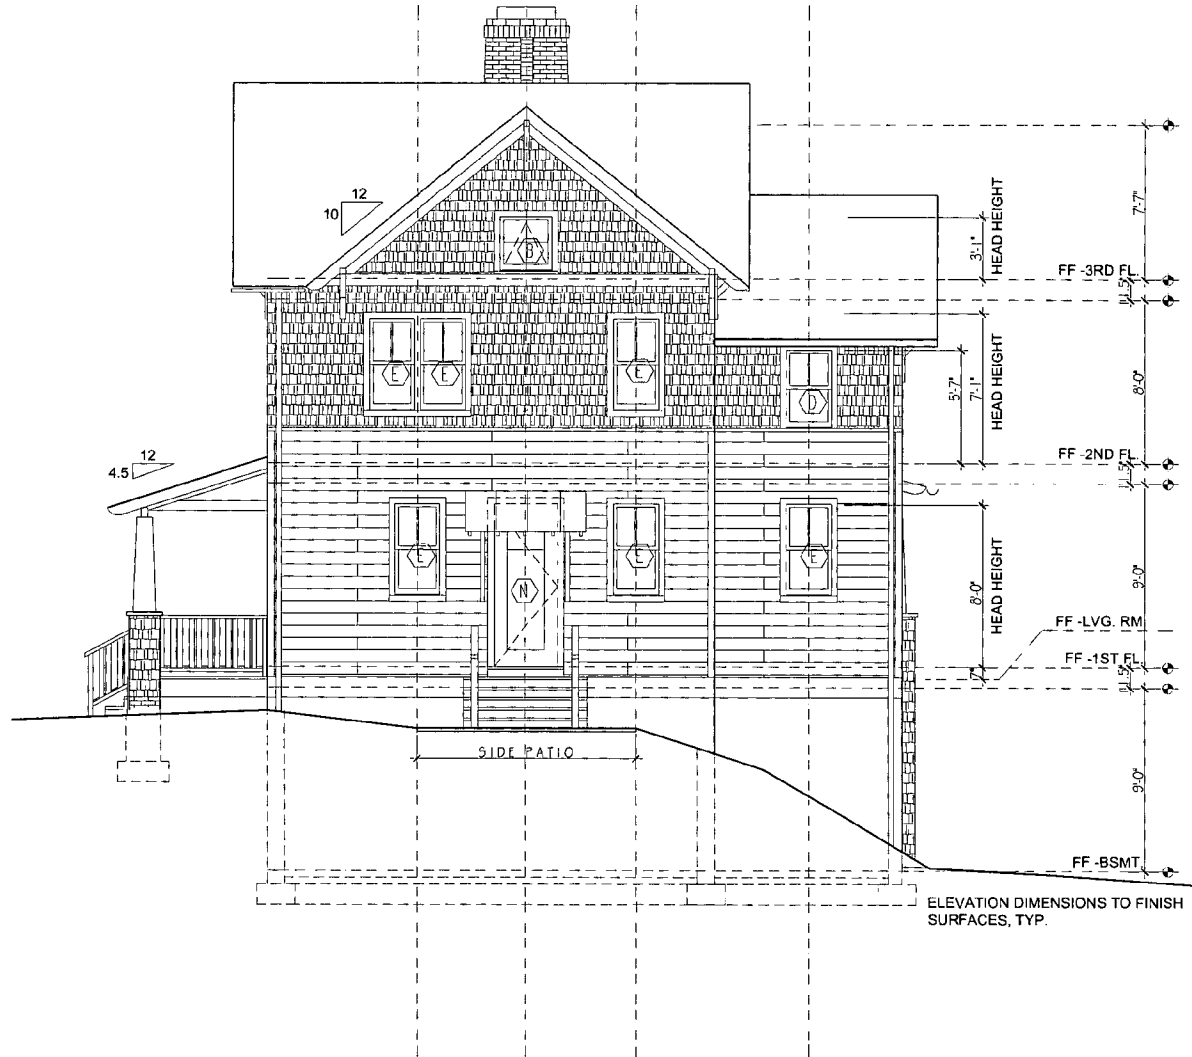 12
10
B
7'-7"
3'-1"
HEAD HEIGHT
FF -3RD FL.
E
E
E
D
5'-7"
7'-1"
HEAD HEIGHT
8'-0"
FF -2ND FL.
12
4.5
E
E
E
N
8'-0"
HEAD HEIGHT
9'-0"
FF -LVG. RM
FF -1ST FL
SIDE PATIO
9'-0"
FF -BSMT
ELEVATION DIMENSIONS TO FINISH
SURFACES, TYP.